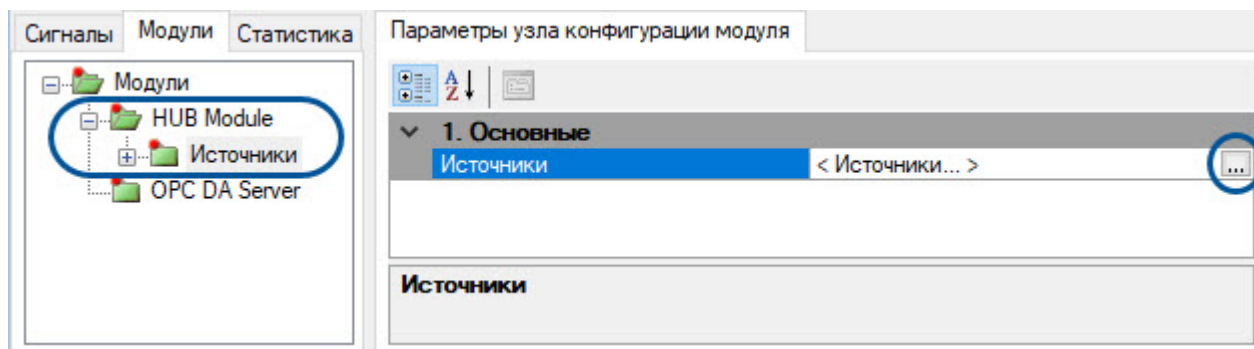 Сигналы Модули Статистика
Модули
HUB Module
Источники
OPC DA Server
Параметры узла конфигурации модуля
1. Основные
Источники < Источники... >
...
Источники